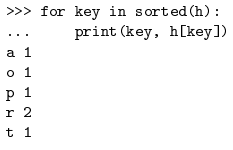 >>> for key in sorted(h):
...     print(key, h[key])
a 1
o 1
p 1
r 2
t 1